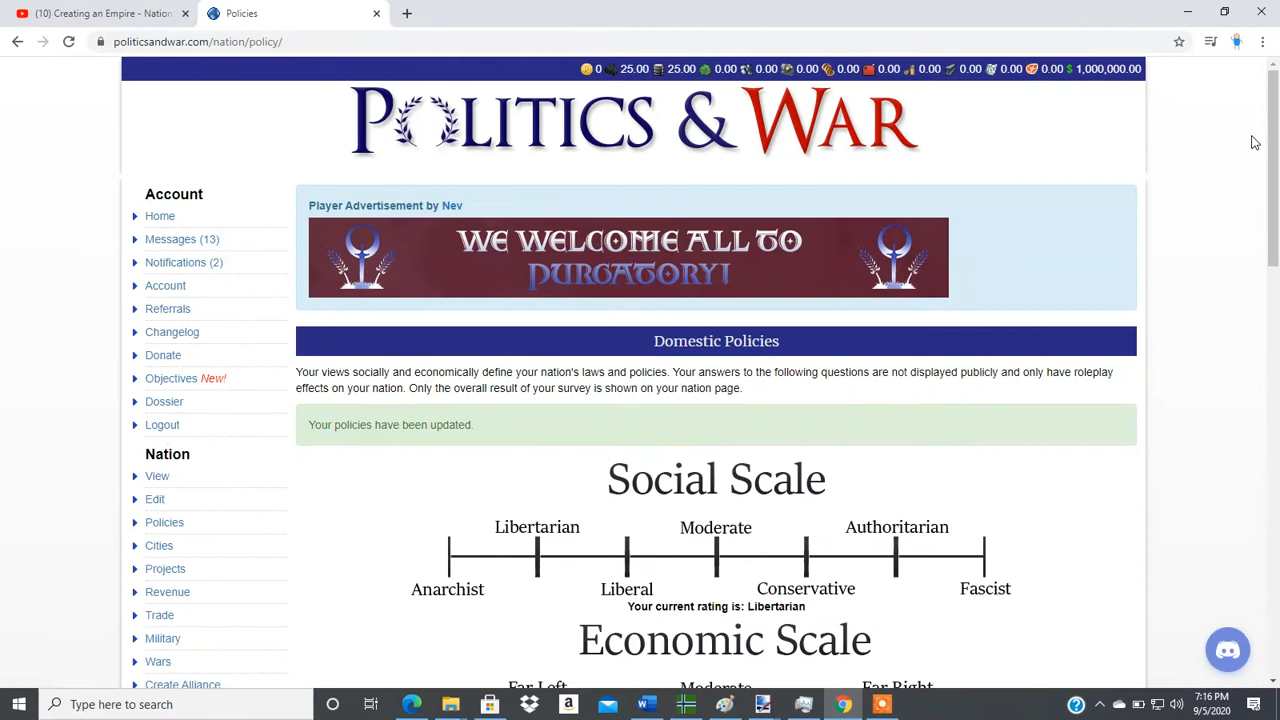 (10) Creating an Empire - Nation
Policies
politicsandwar.com/nation/policy/
0 25.00 25.00 0.00 0.00 0.00 0.00 0.00 0.00 0.00 0.00 0.00 $ 1,000,000.00
POLITICS & WAR
Account
Home
Messages (13)
Notifications (2)
Account
Referrals
Changelog
Donate
Objectives New!
Dossier
Logout
Nation
View
Edit
Policies
Cities
Projects
Revenue
Trade
Military
Wars
Create Alliance
Player Advertisement by Nev
WE WELCOME ALL TO
PURGATORY!
Domestic Policies
Your views socially and economically define your nation's laws and policies. Your answers to the following questions are not displayed publicly and only have roleplay
effects on your nation. Only the overall result of your survey is shown on your nation page.
Your policies have been updated.
Social Scale
Libertarian Moderate Authoritarian
Anarchist Liberal Conservative Fascist
Your current rating is: Libertarian
Economic Scale
Far Left Moderate Far Right
Type here to search
7:16 PM
9/5/2020